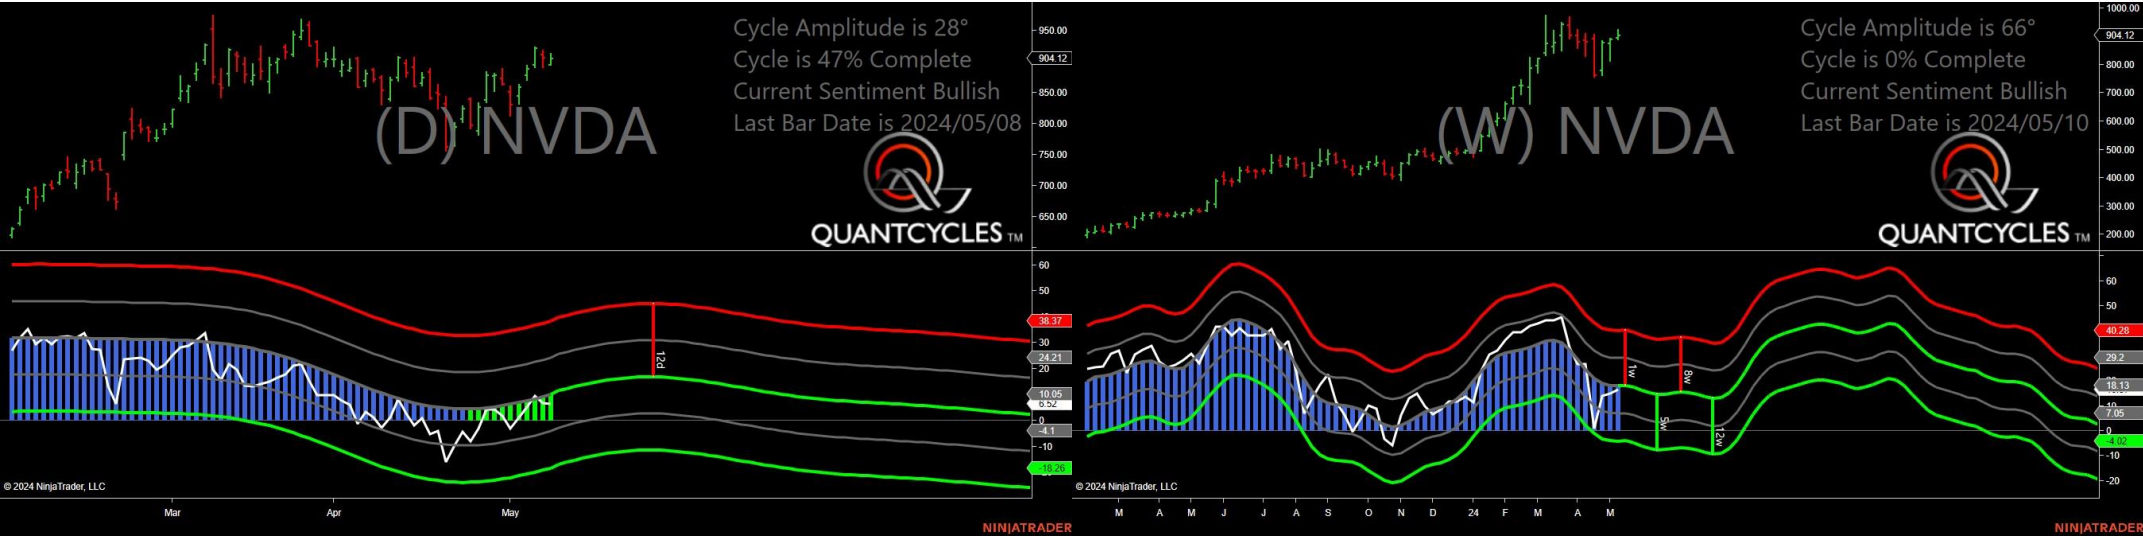 Cycle Amplitude is 28°
Cycle is 47% Complete
Current Sentiment Bullish
Last Bar Date is 2024/05/08
(D) NVDA
QUANTCYCLES TM
950.00
904.12
850.00
800.00
750.00
700.00
650.00
60
50
38.37
30
24.21
20
10.05
6.52
0
-4.1
-10
-18.26
12d
© 2024 NinjaTrader, LLC
Mar
Apr
May
NINJATRADER
Cycle Amplitude is 66°
Cycle is 0% Complete
Current Sentiment Bullish
Last Bar Date is 2024/05/10
(W) NVDA
QUANTCYCLES TM
1000.00
904.12
800.00
700.00
600.00
500.00
400.00
300.00
200.00
60
50
40.28
29.2
18.13
7.05
0
-4.02
-10
-20
1w
8w
12w
© 2024 NinjaTrader, LLC
M A M J J A S O N D 24 F M A M
NINJATRADER